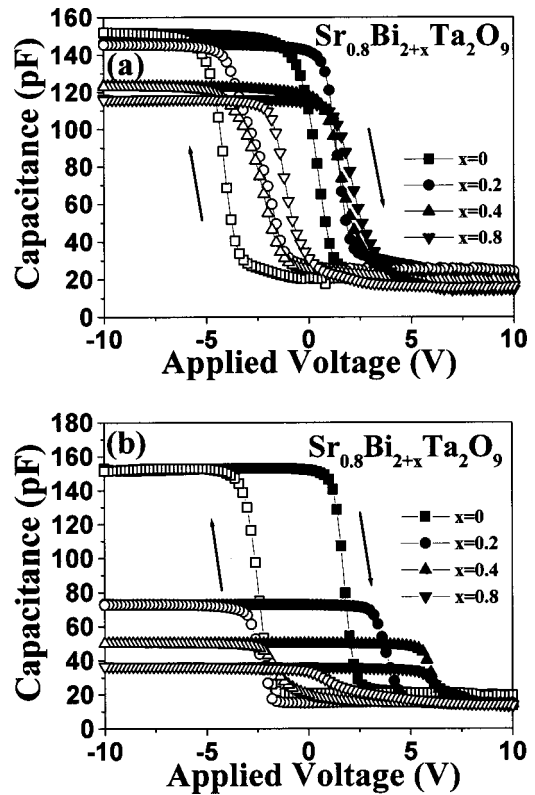 160
140
120
100
80
60
40
20
0
Capacitance (pF)
(a)
Sr0.8Bi2+xTa2O9
x=0
x=0.2
x=0.4
x=0.8
-10 -5 0 5 10
Applied Voltage (V)
180
160
140
120
100
80
60
40
20
0
Capacitance (pF)
(b)
Sr0.8Bi2+xTa2O9
x=0
x=0.2
x=0.4
x=0.8
-10 -5 0 5 10
Applied Voltage (V)